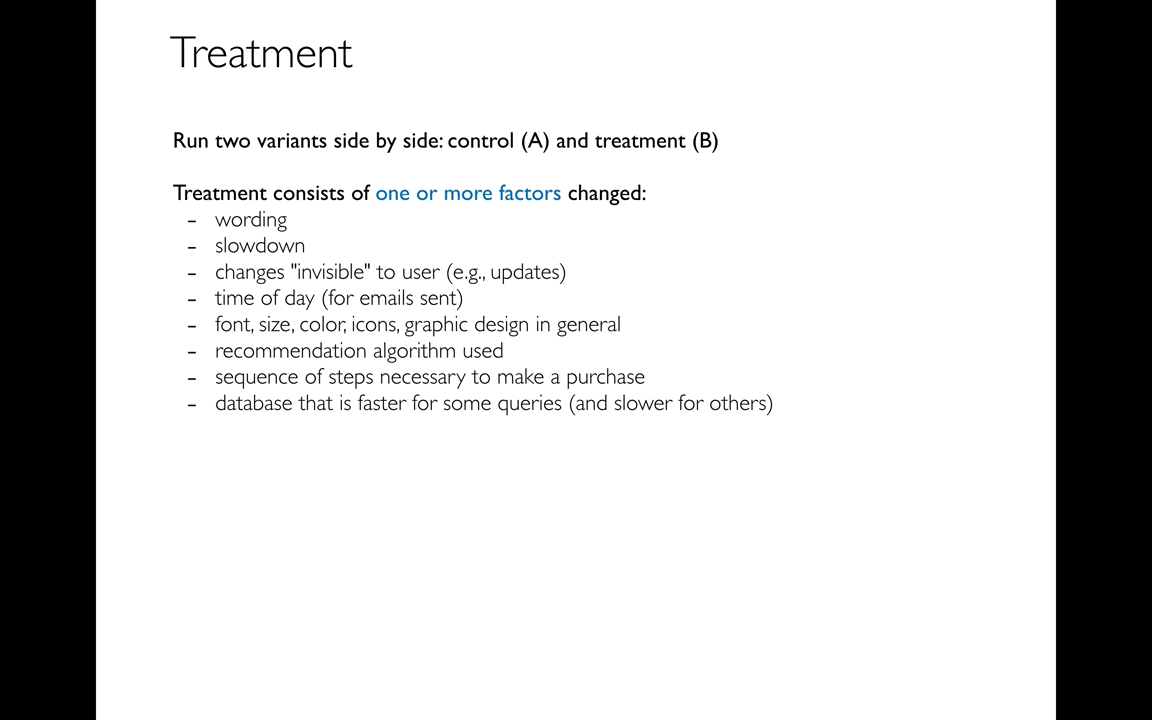 Treatment
Run two variants side by side: control (A) and treatment (B)
Treatment consists of one or more factors changed:
- wording
- slowdown
- changes "invisible" to user (e.g., updates)
- time of day (for emails sent)
- font, size, color, icons, graphic design in general
- recommendation algorithm used
- sequence of steps necessary to make a purchase
- database that is faster for some queries (and slower for others)